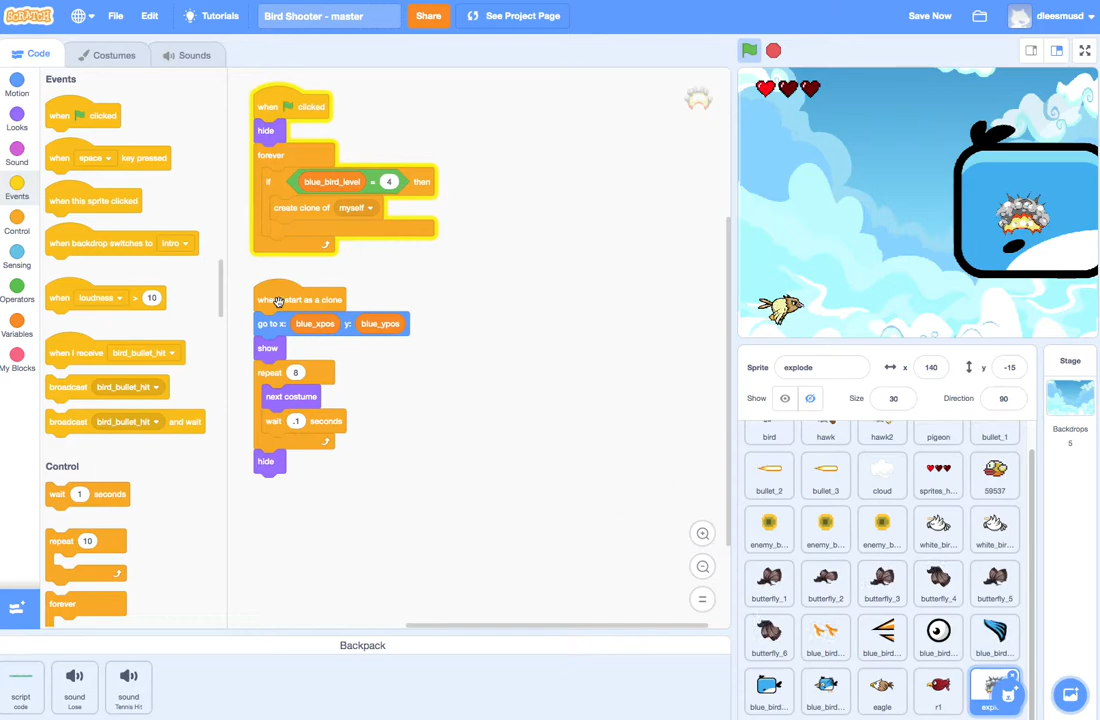 SCRATCH File Edit Tutorials Bird Shooter - master Share See Project Page Save Now dleesmusd
Code Costumes Sounds
Motion
Looks
Sound
Events
Control
Sensing
Operators
Variables
My Blocks
Events
when clicked
when space key pressed
when this sprite clicked
when backdrop switches to intro
when loudness > 10
when I receive bird_bullet_hit
broadcast bird_bullet_hit
broadcast bird_bullet_hit and wait
Control
wait 1 seconds
repeat 10
forever
when clicked
hide
forever
if blue_bird_level = 4 then
create clone of myself
when I start as a clone
go to x: blue_xpos y: blue_ypos
show
repeat 8
next costume
wait .1 seconds
hide
Sprite explode x 140 y -15
Show Size 30 Direction 90
Stage
Backdrops
5
bird hawk hawk2 pigeon bullet_1
bullet_2 bullet_3 cloud sprites_h... 59537
enemy_b... enemy_b... enemy_b... white_bir... white_bir...
butterfly_1 butterfly_2 butterfly_3 butterfly_4 butterfly_5
butterfly_6 blue_bird... blue_bird... blue_bird... blue_bird...
blue_bird... blue_bird... eagle r1
Backpack
script
code
sound
Lose
sound
Tennis Hit